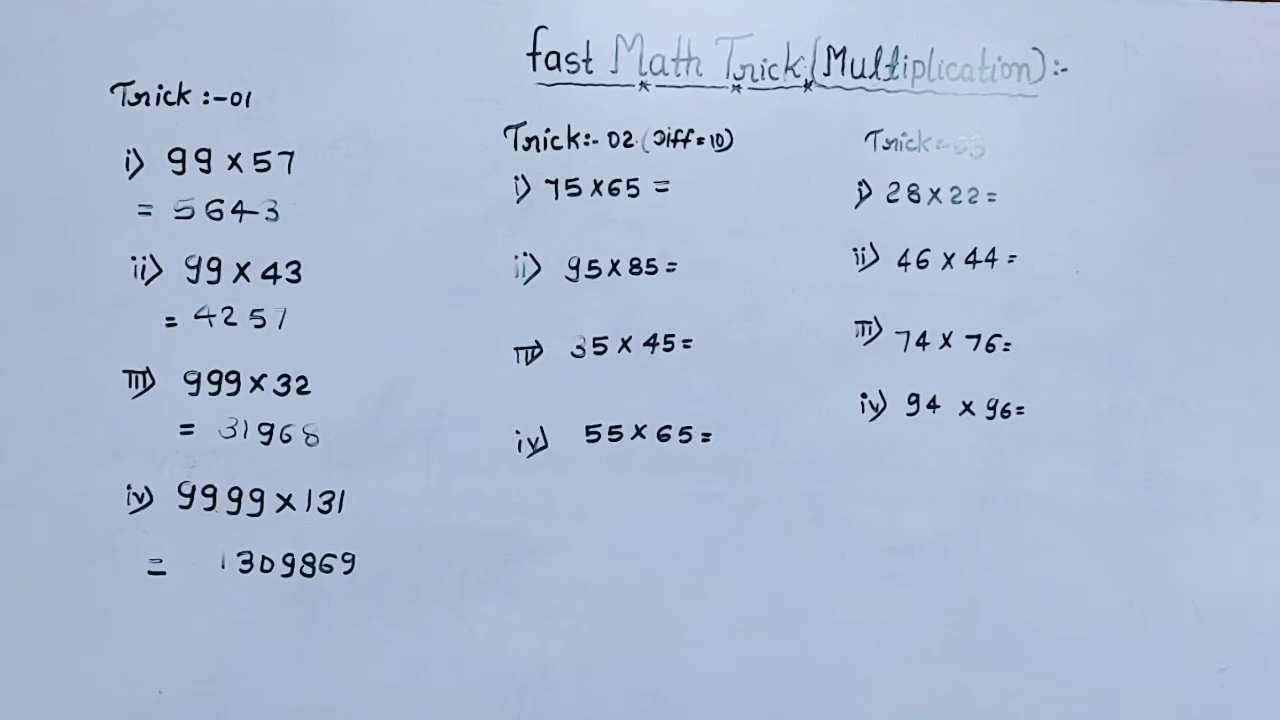 fast Math Trick (Multiplication):-
Trick :-01
i) 99 x 57
= 5643
ii) 99 x 43
= 4257
III) 999 x 32
= 31968
iv) 9999 x 131
= 1309869
Trick:- 02 (Diff=10)
i) 75 x 65 =
ii) 95 x 85 =
III) 35 x 45 =
iv) 55 x 65 =
Trick:-03
i) 28 x 22 =
ii) 46 x 44 =
III) 74 x 76 =
iv) 94 x 96 =